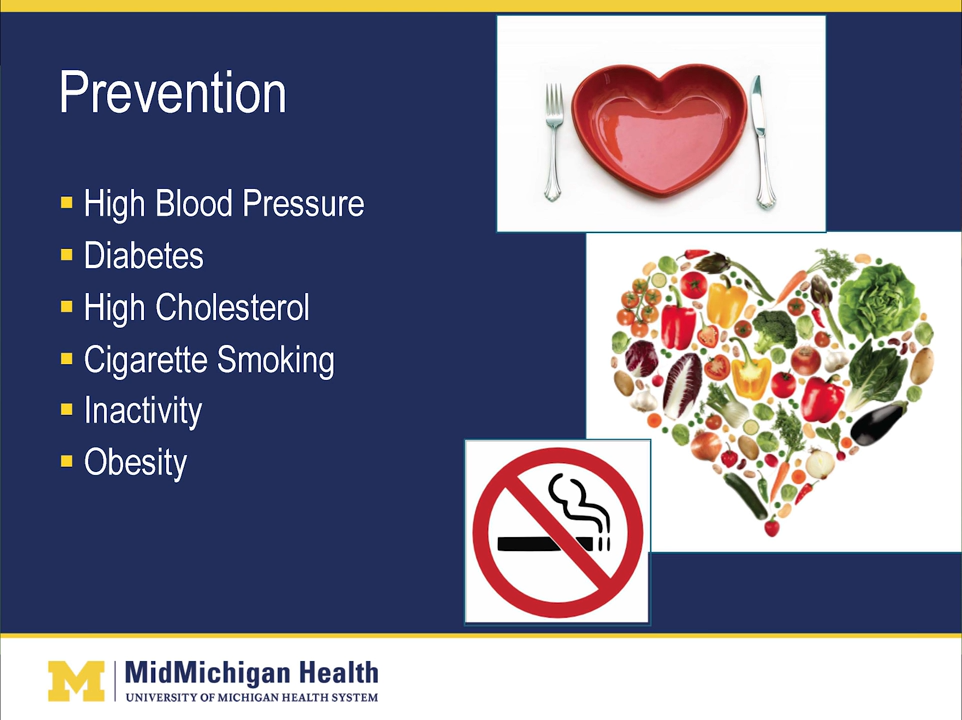 Prevention
High Blood Pressure
Diabetes
High Cholesterol
Cigarette Smoking
Inactivity
Obesity
M
MidMichigan Health
UNIVERSITY OF MICHIGAN HEALTH SYSTEM